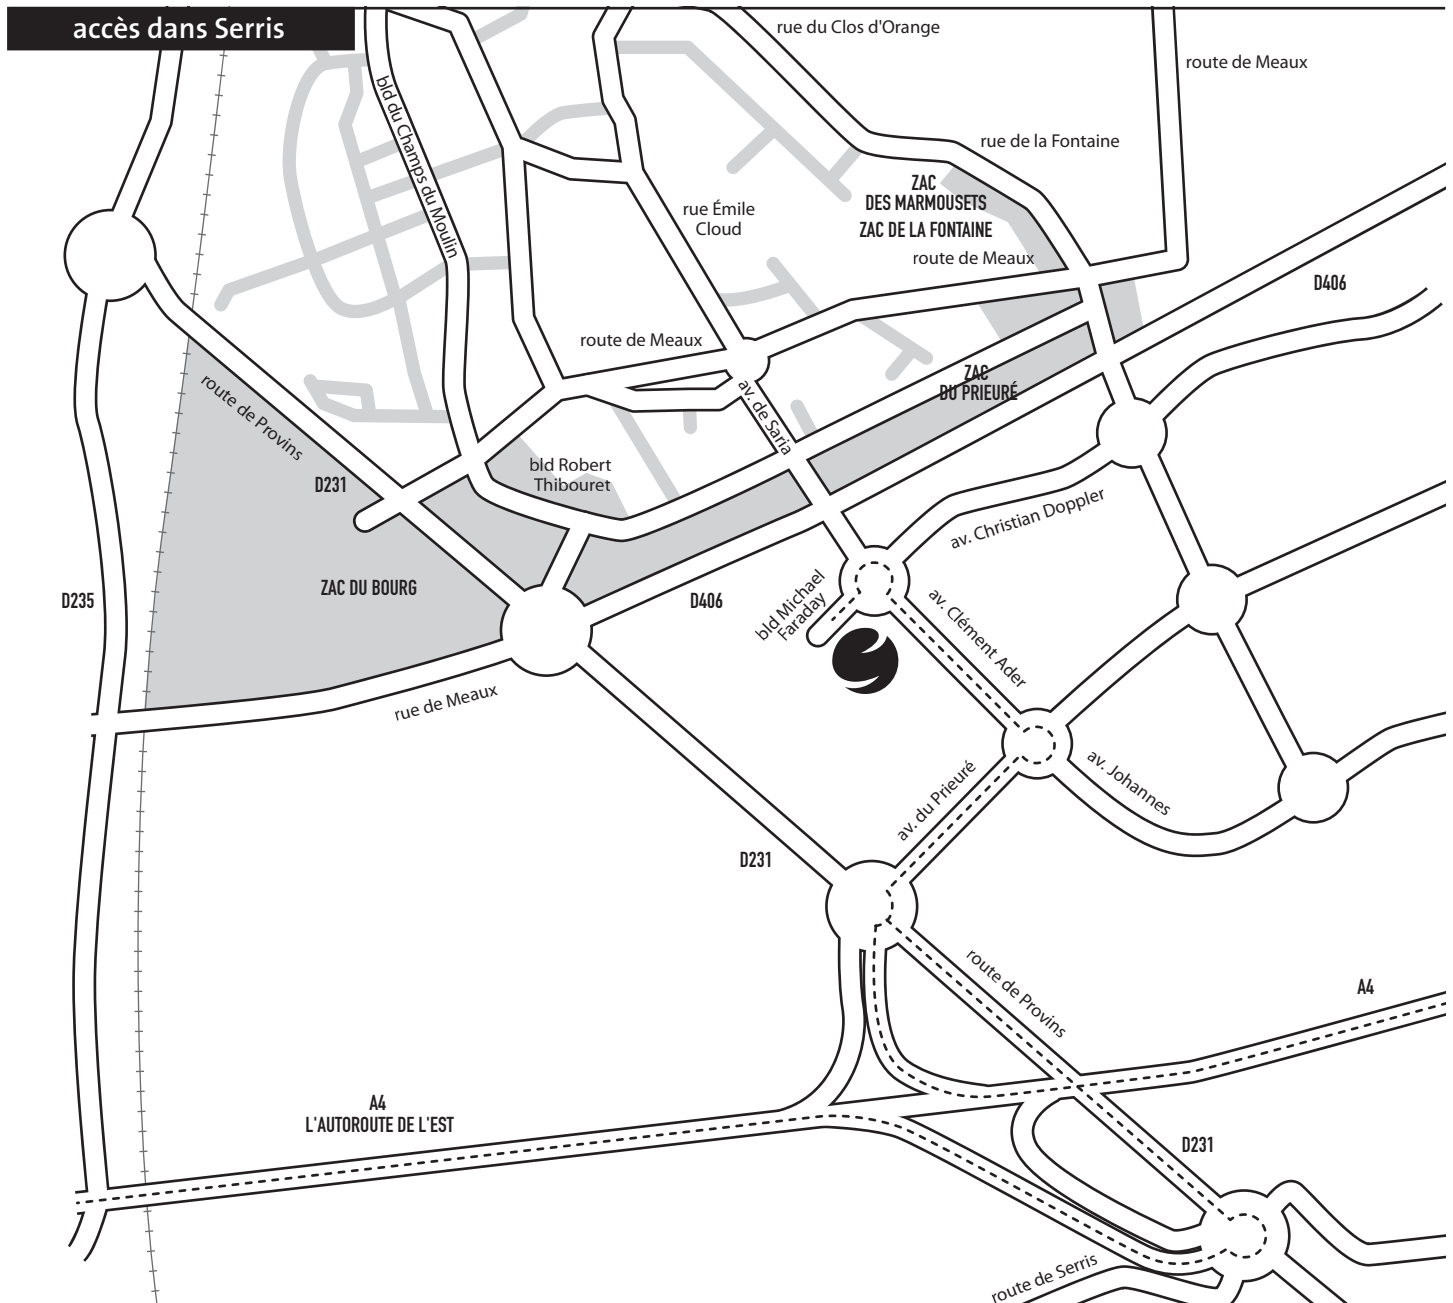 accès dans Serris
rue du Clos d'Orange
route de Meaux
bld du Champs du Moulin
rue de la Fontaine
ZAC
DES MARMOUSETS
ZAC DE LA FONTAINE
rue Émile
Cloud
route de Meaux
D406
route de Meaux
ZAC
DU PRIEURÉ
route de Provins
av. de Saria
bld Robert
Thibouret
D231
av. Christian Doppler
ZAC DU BOURG
D235
D406
bld Michael
Faraday
av. Clément Ader
rue de Meaux
av. du Prieuré
av. Johannes
D231
route de Provins
A4
A4
L'AUTOROUTE DE L'EST
D231
route de Serris